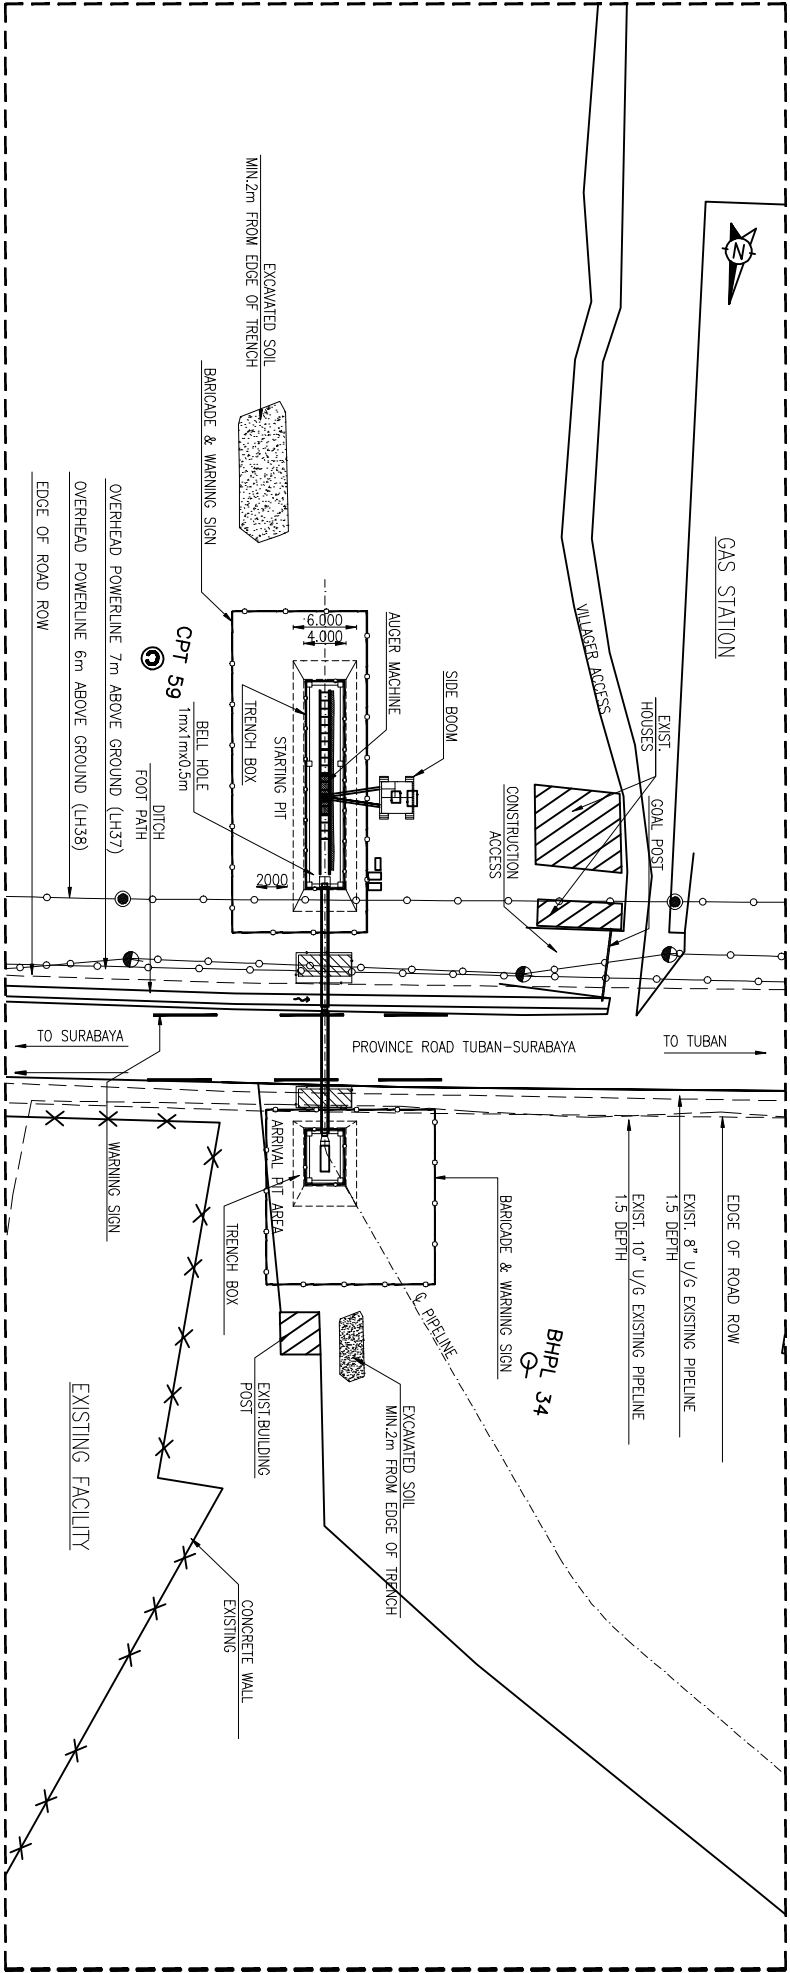 N
GAS STATION
MIN.2m FROM EDGE OF TRENCH
EXCAVATED SOIL
BARICADE & WARNING SIGN
EDGE OF ROAD ROW
OVERHEAD POWERLINE 6m ABOVE GROUND (LH38)
OVERHEAD POWERLINE 7m ABOVE GROUND (LH37)
DITCH
FOOT PATH
CPT 59
BELL HOLE
1mx1mx0.5m
TRENCH BOX
STARTING PIT
6.000
4.000
2000
AUGER MACHINE
SIDE BOOM
VILLAGER ACCESS
EXIST.
HOUSES
GOAL POST
CONSTRUCTION
ACCESS
TO SURABAYA
PROVINCE ROAD TUBAN-SURABAYA
TO TUBAN
WARNING SIGN
ARRIVAL PIT AREA
TRENCH BOX
BARICADE & WARNING SIGN
EDGE OF ROAD ROW
EXIST. 8" U/G EXISTING PIPELINE
1.5 DEPTH
EXIST. 10" U/G EXISTING PIPELINE
1.5 DEPTH
℄ PIPELINE
BHPL 34
EXIST.BUILDING
POST
EXCAVATED SOIL
MIN.2m FROM EDGE OF TRENCH
EXISTING FACILITY
CONCRETE WALL
EXISTING